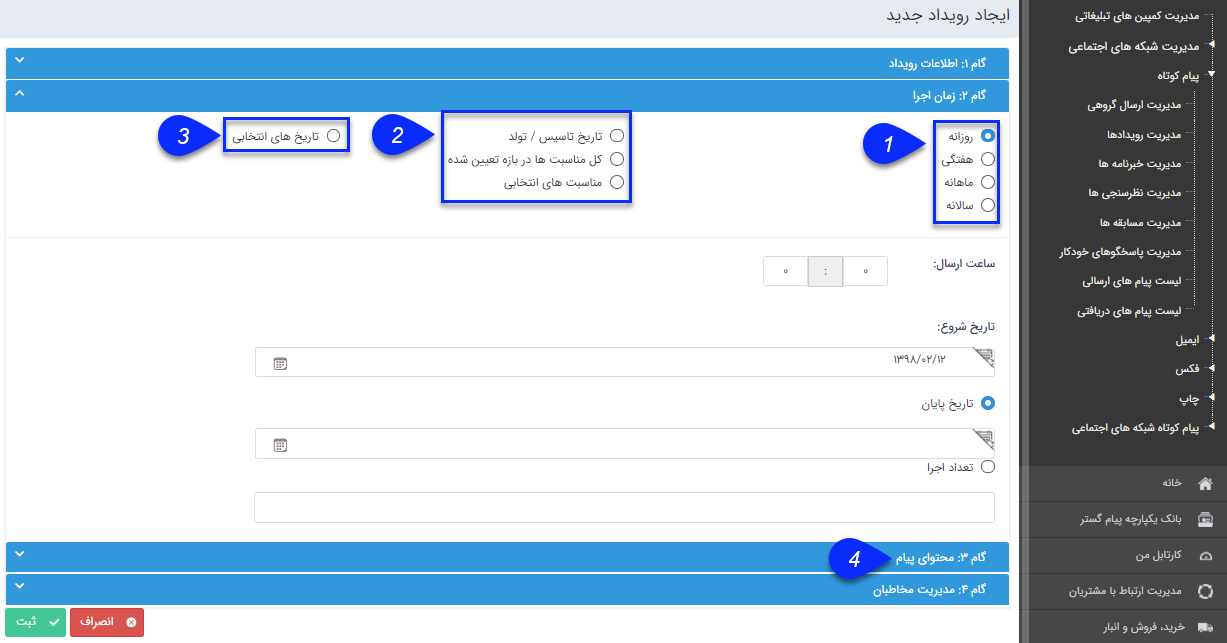 ایجاد رویداد جدید
گام ۱: اطلاعات رویداد
گام ۲: زمان اجرا
روزانه
هفتگی
ماهانه
سالانه
1
تاریخ تاسیس / تولد
کل مناسبت ها در بازه تعیین شده
مناسبت های انتخابی
2
تاریخ های انتخابی
3
ساعت ارسال:
۰ : ۰
تاریخ شروع:
۱۳۹۸/۰۲/۱۲
تاریخ پایان
تعداد اجرا
گام ۳: محتوای پیام
4
گام ۴: مدیریت مخاطبان
انصراف
ثبت
مدیریت کمپین های تبلیغاتی
مدیریت شبکه های اجتماعی
پیام کوتاه
مدیریت ارسال گروهی
مدیریت رویدادها
مدیریت خبرنامه ها
مدیریت نظرسنجی ها
مدیریت مسابقه ها
مدیریت پاسخگوهای خودکار
لیست پیام های ارسالی
لیست پیام های دریافتی
ایمیل
فکس
چاپ
پیام کوتاه شبکه های اجتماعی
خانه
بانک یکپارچه پیام گستر
کارتابل من
مدیریت ارتباط با مشتریان
خرید، فروش و انبار